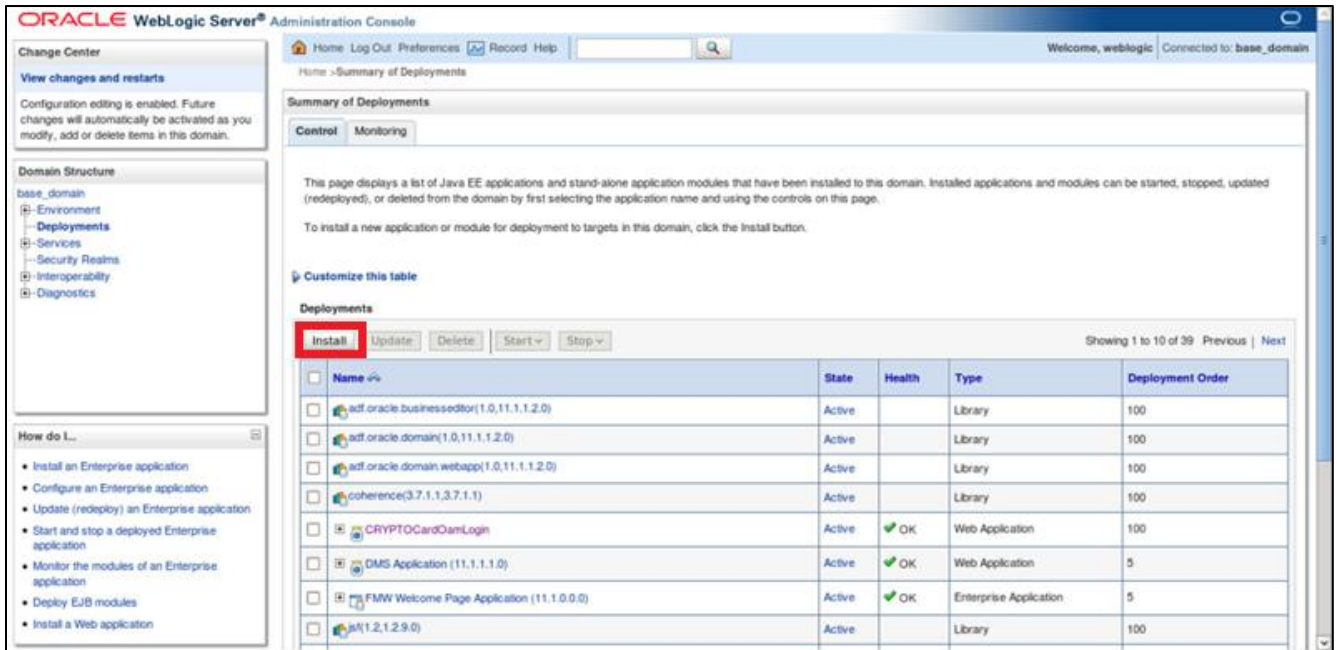 ORACLE WebLogic Server® Administration Console
Change Center
View changes and restarts
Configuration editing is enabled. Future
changes will automatically be activated as you
modify, add or delete items in this domain.
Domain Structure
base_domain
Environment
Deployments
Services
Security Realms
Interoperability
Diagnostics
How do I...
Install an Enterprise application
Configure an Enterprise application
Update (redeploy) an Enterprise application
Start and stop a deployed Enterprise
application
Monitor the modules of an Enterprise
application
Deploy EJB modules
Install a Web application
Home Log Out Preferences Record Help
Welcome, weblogic Connected to: base_domain
Home >Summary of Deployments
Summary of Deployments
Control Monitoring
This page displays a list of Java EE applications and stand-alone application modules that have been installed to this domain. Installed applications and modules can be started, stopped, updated
(redeployed), or deleted from the domain by first selecting the application name and using the controls on this page.
To install a new application or module for deployment to targets in this domain, click the Install button.
Customize this table
Deployments
Install Update Delete Start Stop Showing 1 to 10 of 39 Previous | Next
Name State Health Type Deployment Order
adf.oracle.businesseditor(1.0,11.1.1.2.0) Active Library 100
adf.oracle.domain(1.0,11.1.1.2.0) Active Library 100
adf.oracle.domain.webapp(1.0,11.1.1.2.0) Active Library 100
coherence(3.7.1.1,3.7.1.1) Active Library 100
CRYPTOCardOamLogin Active OK Web Application 100
DMS Application (11.1.1.1.0) Active OK Web Application 5
FMW Welcome Page Application (11.1.0.0.0) Active OK Enterprise Application 5
jsf(1.2,1.2.9.0) Active Library 100